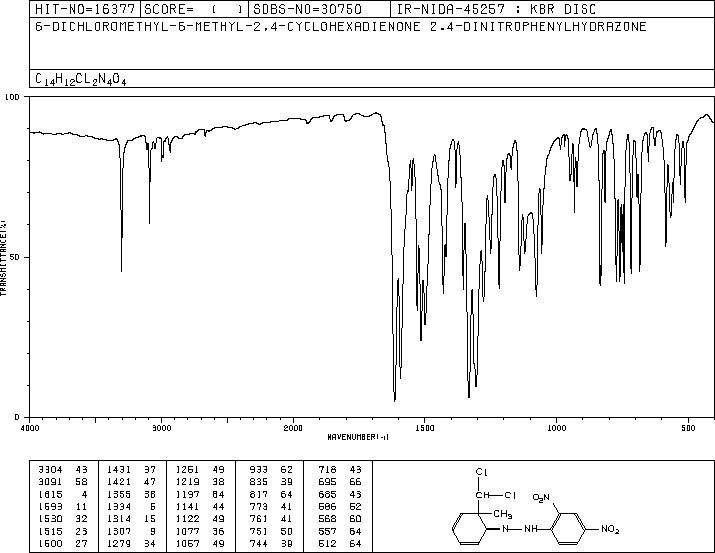 HIT-NO=16377 SCORE= ( ) SDBS-NO=30750 IR-NIDA-45257 : KBR DISC
6-DICHLOROMETHYL-6-METHYL-2,4-CYCLOHEXADIENONE 2,4-DINITROPHENYLHYDRAZONE
C14H12CL2N4O4
100
50
0
TRANSMITTANCE(%)
4000 3000 2000 1500 1000 500
WAVENUMBER(-1)
3304 43 1431 37 1251 49 933 62 718 43
3091 58 1421 47 1219 38 835 39 695 66
1615 4 1355 38 1197 64 817 64 685 43
1593 11 1334 6 1141 44 773 41 586 52
1530 32 1314 15 1122 49 761 41 568 60
1515 23 1307 9 1077 36 751 50 557 64
1500 27 1279 34 1057 49 744 39 512 64
Cl
CH Cl
CH3
N NH
O2N
NO2